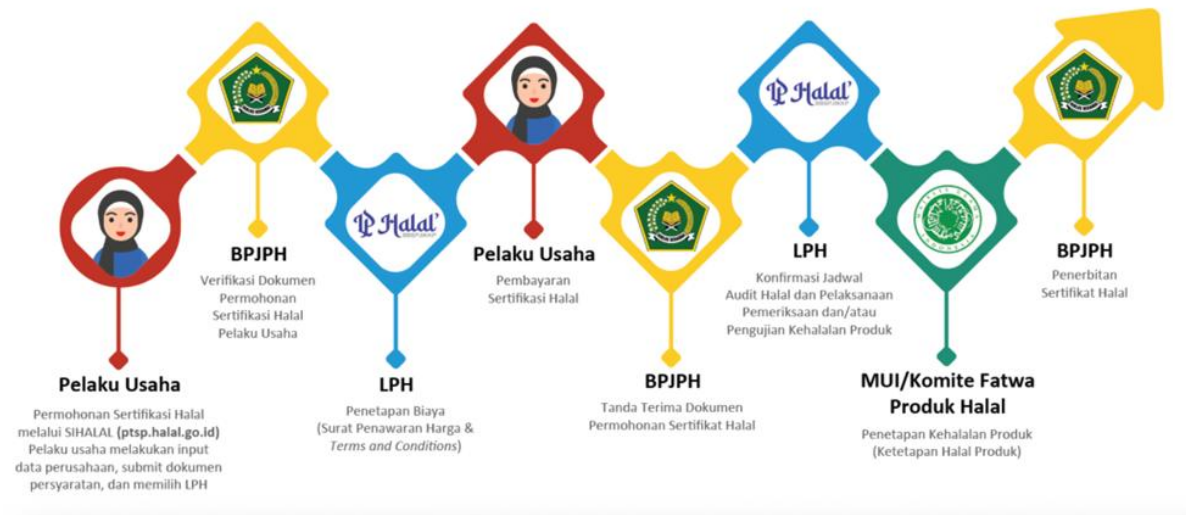 Pelaku Usaha
Permohonan Sertifikasi Halal
melalui SIHALAL (ptsp.halal.go.id)
Pelaku usaha melakukan input
data perusahaan, submit dokumen
persyaratan, dan memilih LPH
BPJPH
Verifikasi Dokumen
Permohonan
Sertifikasi Halal
Pelaku Usaha
Halal
LPH
Penetapan Biaya
(Surat Penawaran Harga &
Terms and Conditions)
Pelaku Usaha
Pembayaran
Sertifikasi Halal
BPJPH
Tanda Terima Dokumen
Permohonan Sertifikat Halal
Halal
LPH
Konfirmasi Jadwal
Audit Halal dan Pelaksanaan
Pemeriksaan dan/atau
Pengujian Kehalalan Produk
MUI/Komite Fatwa
Produk Halal
Penetapan Kehalalan Produk
(Ketetapan Halal Produk)
BPJPH
Penerbitan
Sertifikat Halal